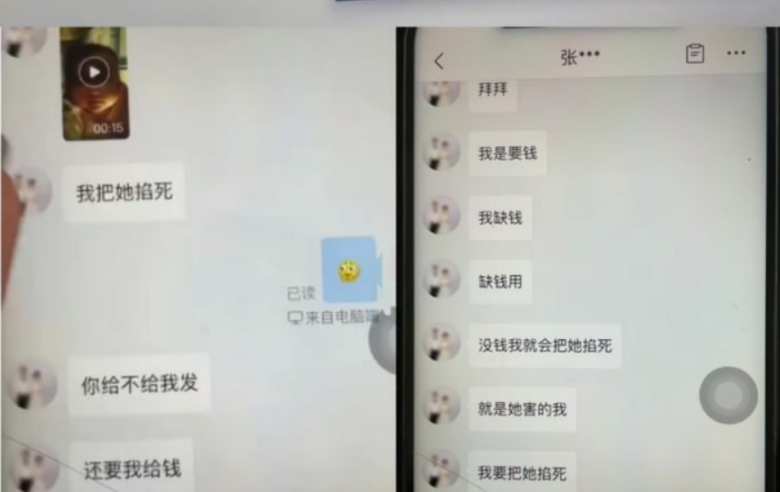 00:15
我把她掐死
已读
来自电脑端
你给不给我发
还要我给钱
张***
拜拜
我是要钱
我缺钱
缺钱用
没钱我就会把她掐死
就是她害的我
我要把她掐死